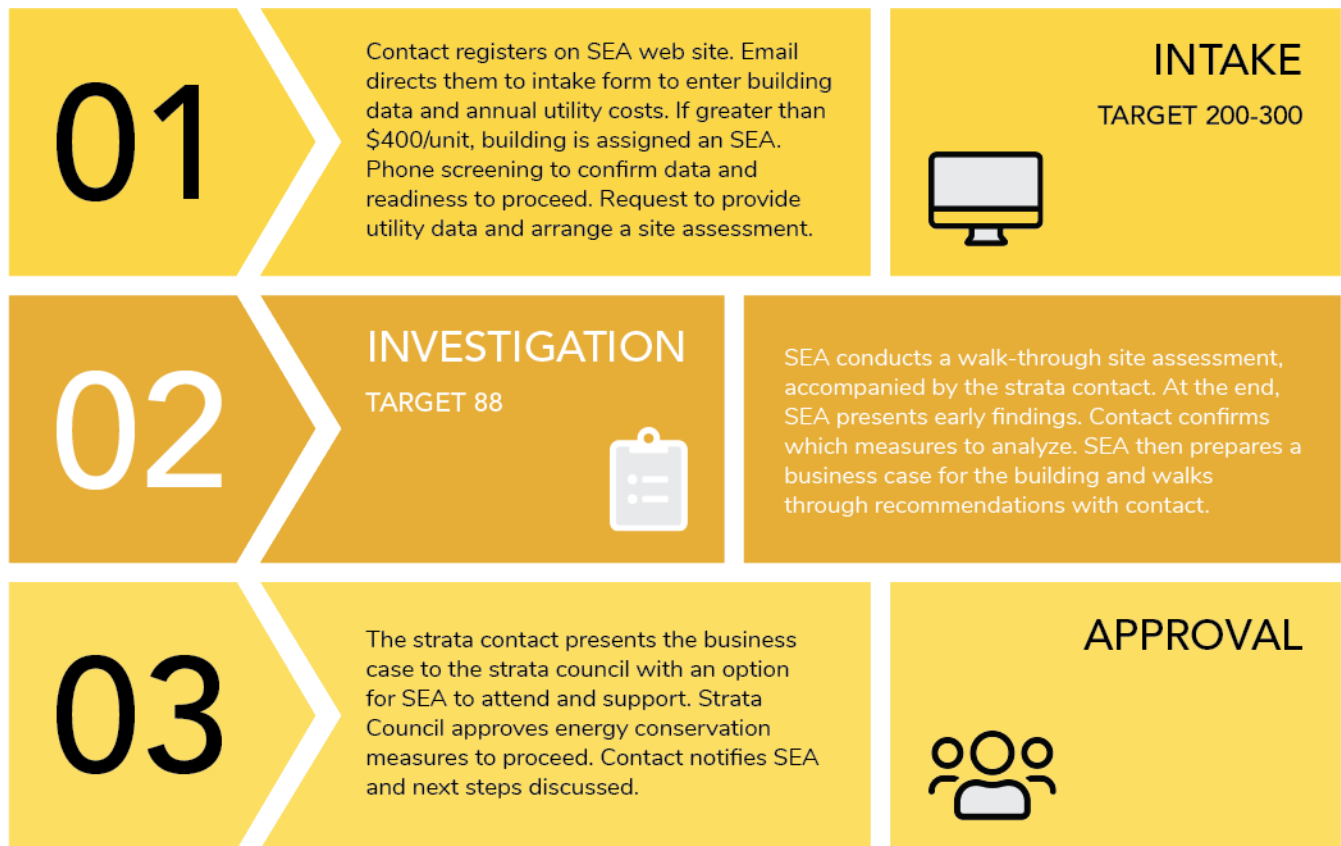 01
Contact registers on SEA web site. Email
directs them to intake form to enter building
data and annual utility costs. If greater than
$400/unit, building is assigned an SEA.
Phone screening to confirm data and
readiness to proceed. Request to provide
utility data and arrange a site assessment.
INTAKE
TARGET 200-300
02
INVESTIGATION
TARGET 88
SEA conducts a walk-through site assessment,
accompanied by the strata contact. At the end,
SEA presents early findings. Contact confirms
which measures to analyze. SEA then prepares a
business case for the building and walks
through recommendations with contact.
03
The strata contact presents the business
case to the strata council with an option
for SEA to attend and support. Strata
Council approves energy conservation
measures to proceed. Contact notifies SEA
and next steps discussed.
APPROVAL